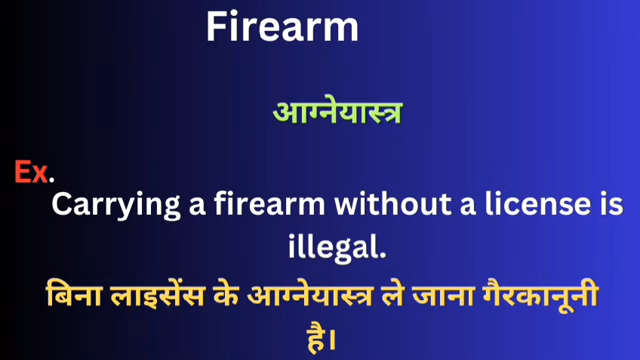 Firearm
आग्नेयास्त्र
Ex.
Carrying a firearm without a license is
illegal.
बिना लाइसेंस के आग्नेयास्त्र ले जाना गैरकानूनी
है।